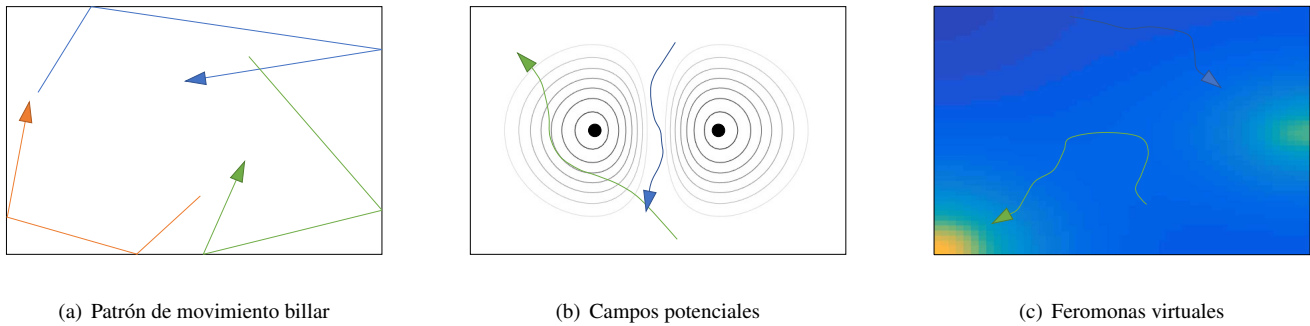 (a) Patrón de movimiento billar
(b) Campos potenciales
(c) Feromonas virtuales